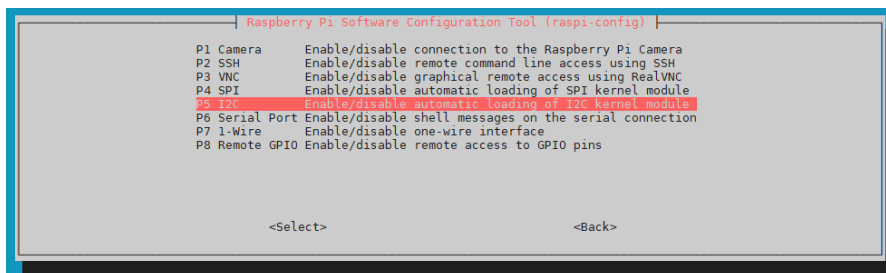 Raspberry Pi Software Configuration Tool (raspi-config)
P1 Camera Enable/disable connection to the Raspberry Pi Camera
P2 SSH Enable/disable remote command line access using SSH
P3 VNC Enable/disable graphical remote access using RealVNC
P4 SPI Enable/disable automatic loading of SPI kernel module
P5 I2C Enable/disable automatic loading of I2C kernel module
P6 Serial Port Enable/disable shell messages on the serial connection
P7 1-Wire Enable/disable one-wire interface
P8 Remote GPIO Enable/disable remote access to GPIO pins
<Select> <Back>